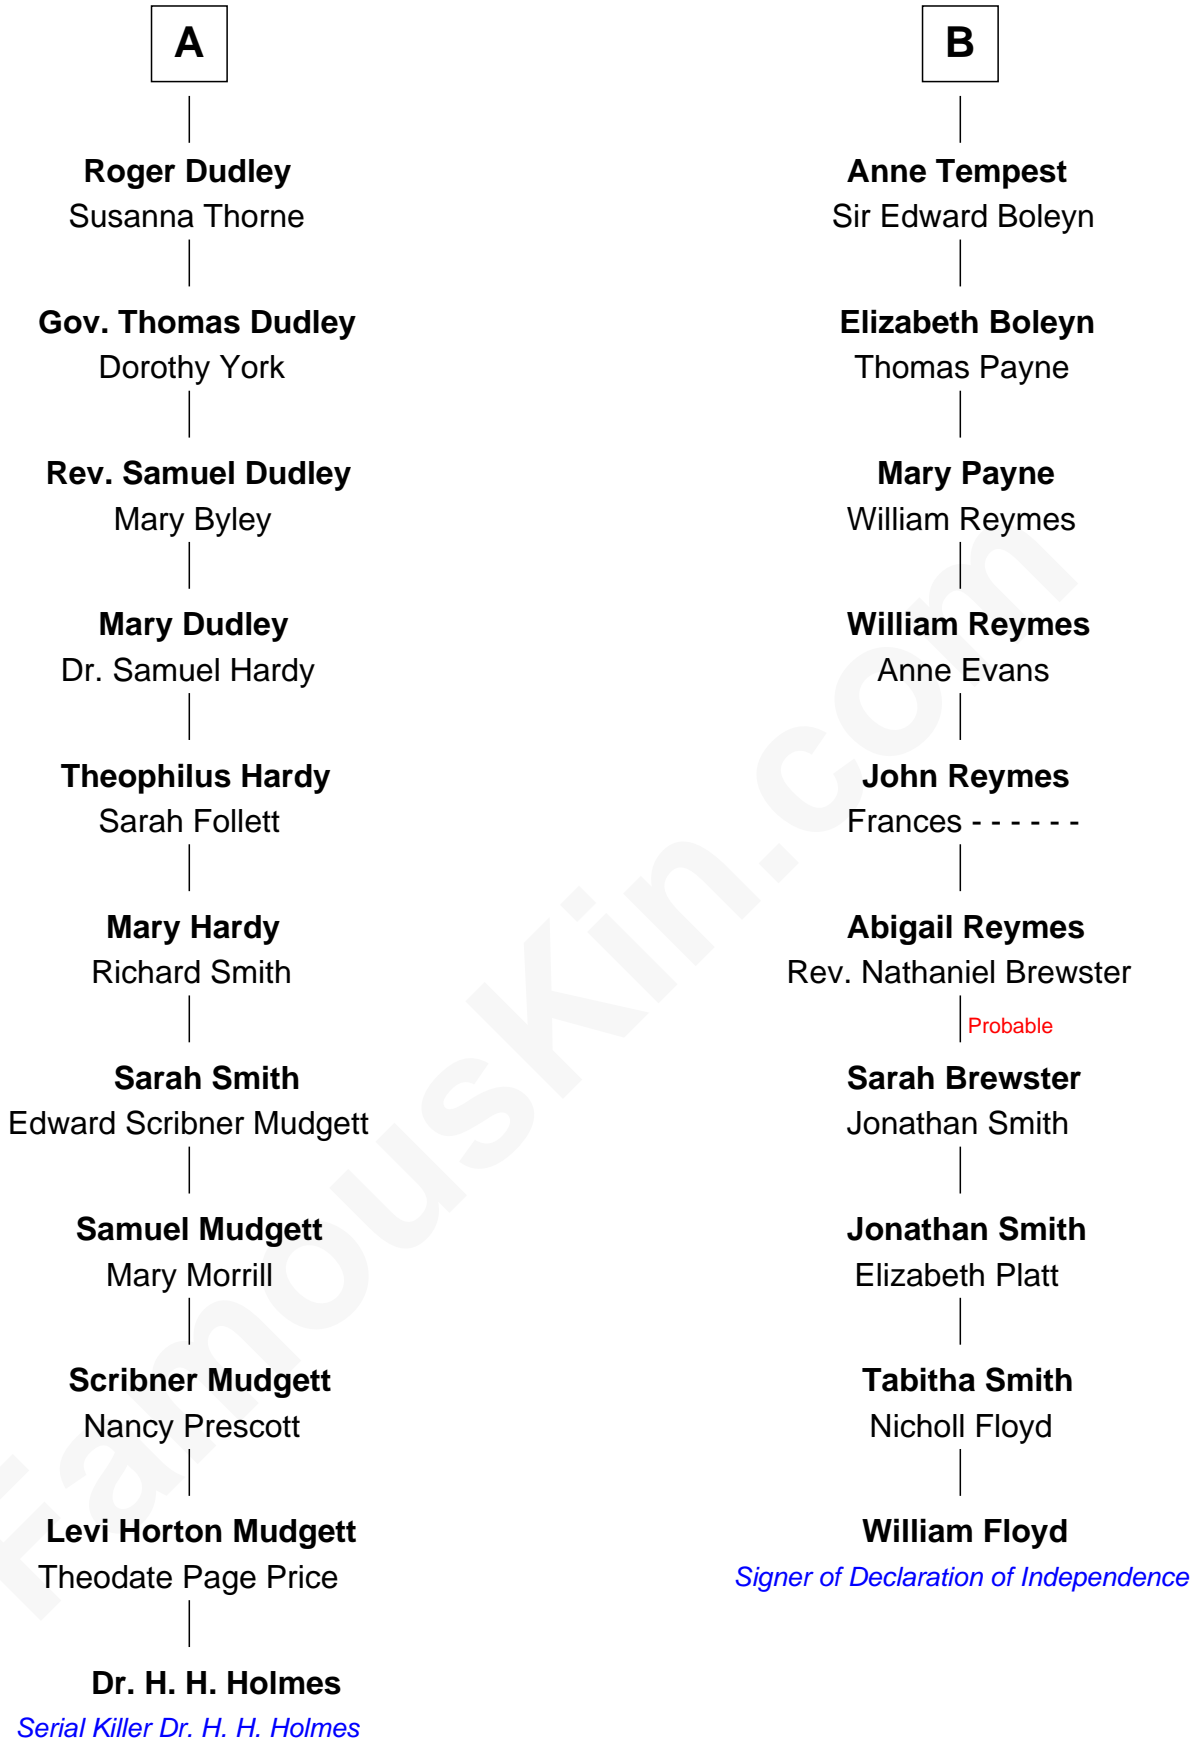 A
Roger Dudley
Susanna Thorne
Gov. Thomas Dudley
Dorothy York
Rev. Samuel Dudley
Mary Byley
Mary Dudley
Dr. Samuel Hardy
Theophilus Hardy
Sarah Follett
Mary Hardy
Richard Smith
Sarah Smith
Edward Scribner Mudgett
Samuel Mudgett
Mary Morrill
Scribner Mudgett
Nancy Prescott
Levi Horton Mudgett
Theodate Page Price
Dr. H. H. Holmes
Serial Killer Dr. H. H. Holmes
B
Anne Tempest
Sir Edward Boleyn
Elizabeth Boleyn
Thomas Payne
Mary Payne
William Reymes
William Reymes
Anne Evans
John Reymes
Frances - - - - - -
Abigail Reymes
Rev. Nathaniel Brewster
Probable
Sarah Brewster
Jonathan Smith
Jonathan Smith
Elizabeth Platt
Tabitha Smith
Nicholl Floyd
William Floyd
Signer of Declaration of Independence
FamousKin.com